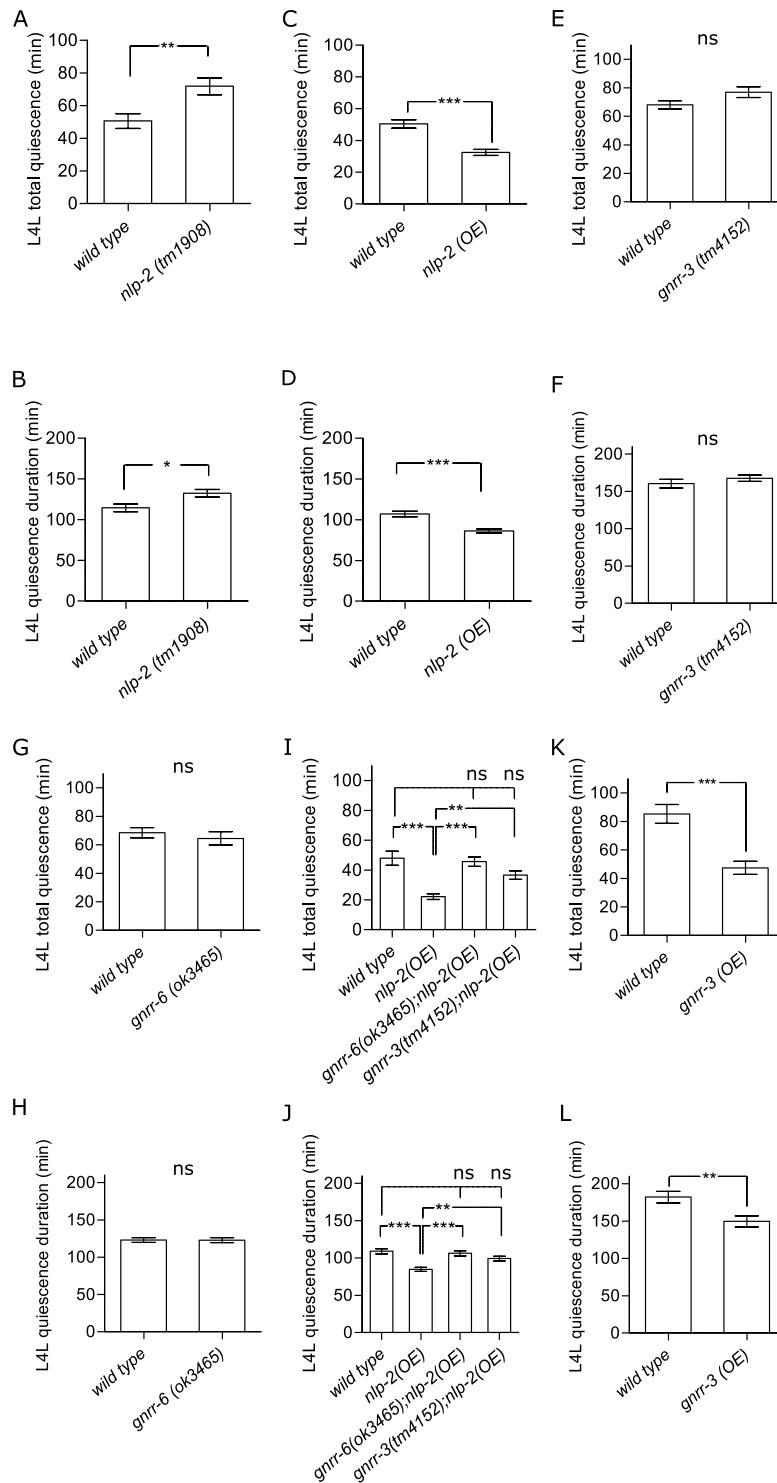 A
L4L total quiescence (min)
100
80
60
40
20
0
**
wild type
nlp-2 (tm1908)
C
L4L total quiescence (min)
100
80
60
40
20
0
***
wild type
nlp-2 (OE)
E
L4L total quiescence (min)
100
80
60
40
20
0
ns
wild type
gnrr-3 (tm4152)
B
L4L quiescence duration (min)
200
150
100
50
0
*
wild type
nlp-2 (tm1908)
D
L4L quiescence duration (min)
200
150
100
50
0
***
wild type
nlp-2 (OE)
F
L4L quiescence duration (min)
200
150
100
50
0
ns
wild type
gnrr-3 (tm4152)
G
L4L total quiescence (min)
100
80
60
40
20
0
ns
wild type
gnrr-6 (ok3465)
I
L4L total quiescence (min)
100
80
60
40
20
0
ns ns
**
*** ***
wild type
nlp-2(OE)
gnrr-6(ok3465);nlp-2(OE)
gnrr-3(tm4152);nlp-2(OE)
K
L4L total quiescence (min)
100
80
60
40
20
0
***
wild type
gnrr-3 (OE)
H
L4L quiescence duration (min)
200
150
100
50
0
ns
wild type
gnrr-6 (ok3465)
J
L4L quiescence duration (min)
200
150
100
50
0
ns ns
**
*** ***
wild type
nlp-2(OE)
gnrr-6(ok3465);nlp-2(OE)
gnrr-3(tm4152);nlp-2(OE)
L
L4L quiescence duration (min)
200
150
100
50
0
**
wild type
gnrr-3 (OE)